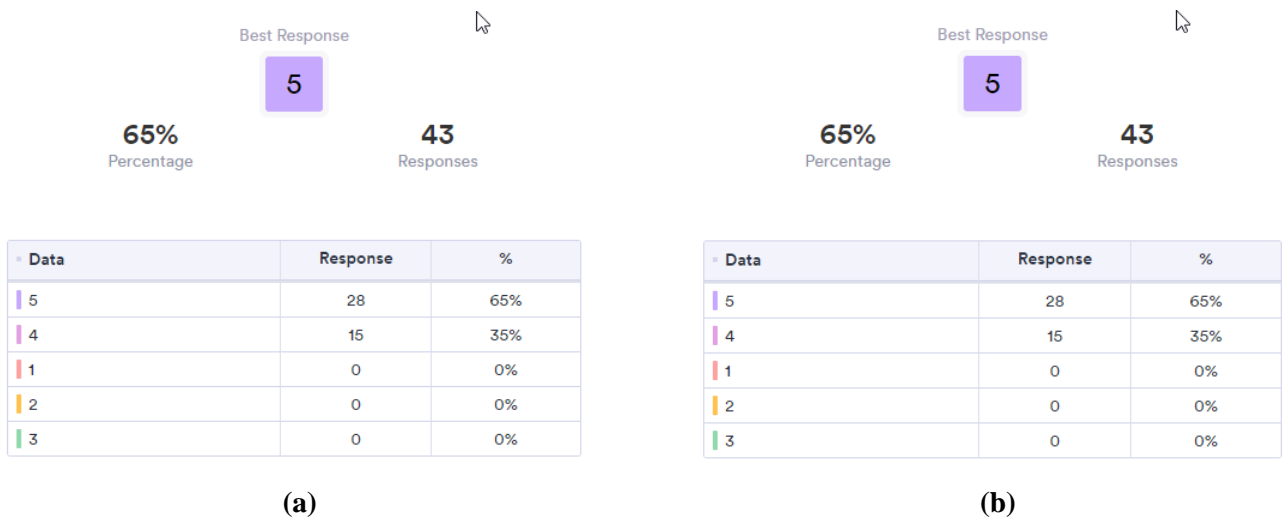 Best Response
5
65%
Percentage
43
Responses
Data Response %
5 28 65%
4 15 35%
1 0 0%
2 0 0%
3 0 0%
(a)
Best Response
5
65%
Percentage
43
Responses
Data Response %
5 28 65%
4 15 35%
1 0 0%
2 0 0%
3 0 0%
(b)